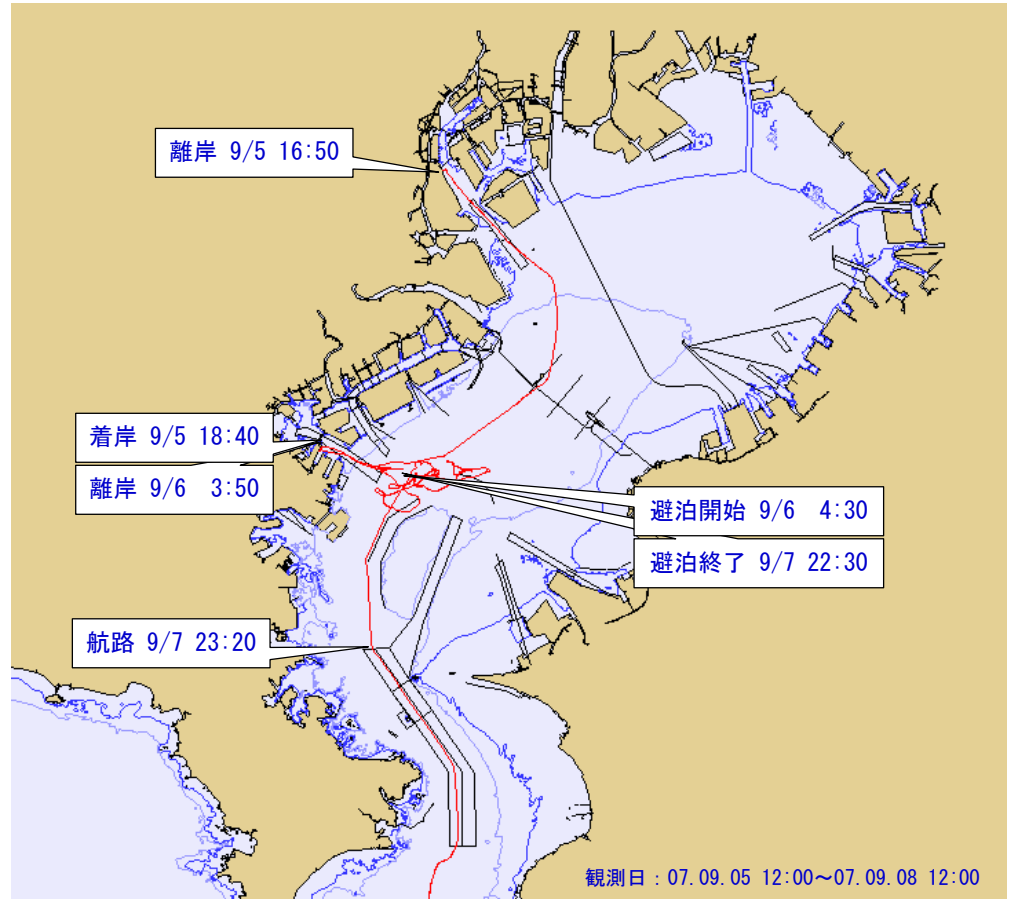 離岸 9/5 16:50
着岸 9/5 18:40
離岸 9/6 3:50
避泊開始 9/6 4:30
避泊終了 9/7 22:30
航路 9/7 23:20
観測日：07.09.05 12:00～07.09.08 12:00